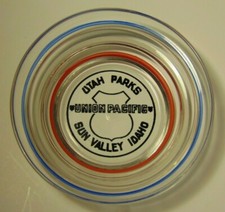 UTAH PARKS
UNION PACIFIC
SUN VALLEY IDAHO